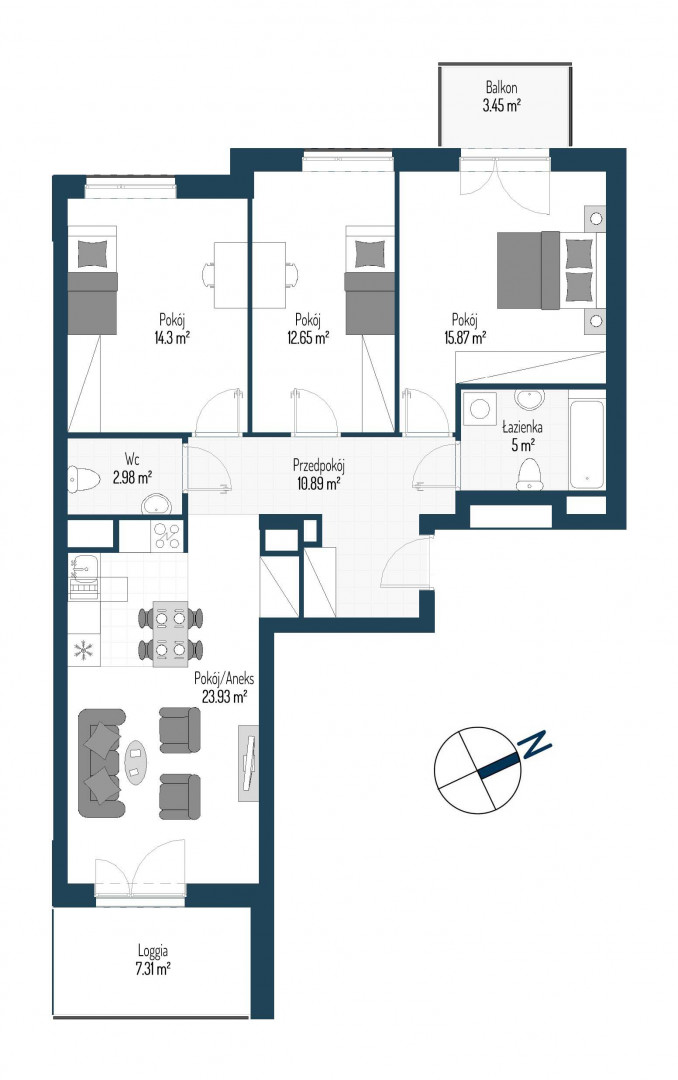 Balkon
3.45 m²
Pokój
14.3 m²
Pokój
12.65 m²
Pokój
15.87 m²
Łazienka
5 m²
Wc
2.98 m²
Przedpokój
10.89 m²
Pokój/Aneks
23.93 m²
N
Loggia
7.31 m²